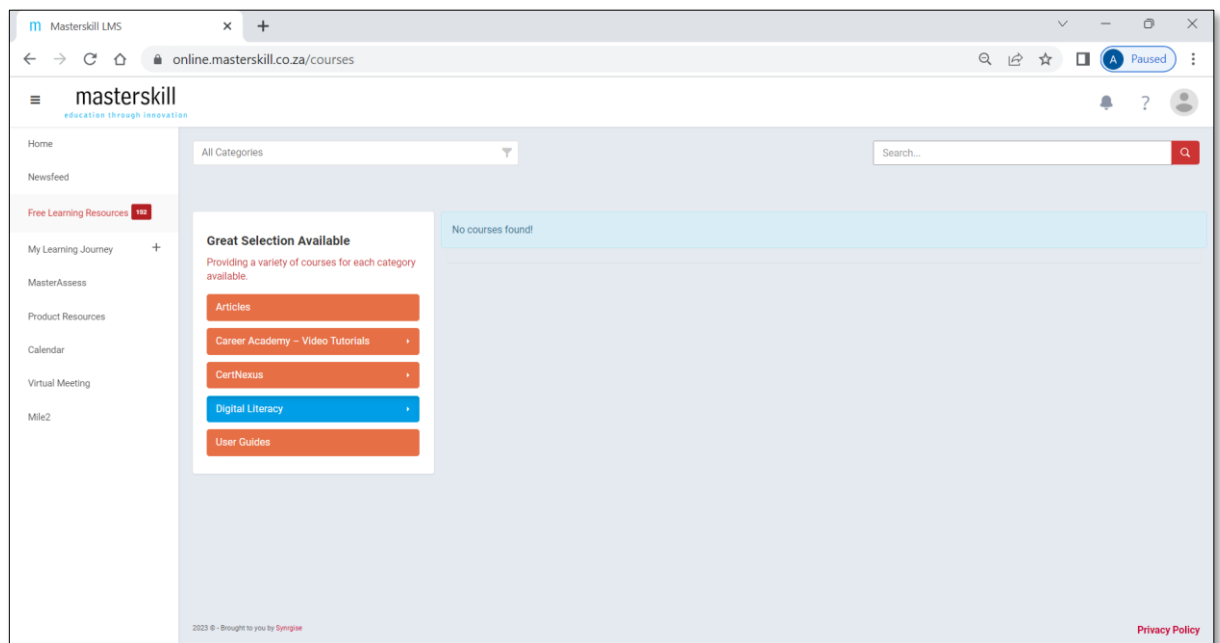 Masterskill LMS
online.masterskill.co.za/courses
A Paused
masterskill
education through innovation
?
Home
Newsfeed
Free Learning Resources 152
My Learning Journey +
MasterAssess
Product Resources
Calendar
Virtual Meeting
Mile2
All Categories
Search...
Great Selection Available
Providing a variety of courses for each category
available.
Articles
Career Academy – Video Tutorials
CertNexus
Digital Literacy
User Guides
No courses found!
2023 © - Brought to you by Synrgise
Privacy Policy